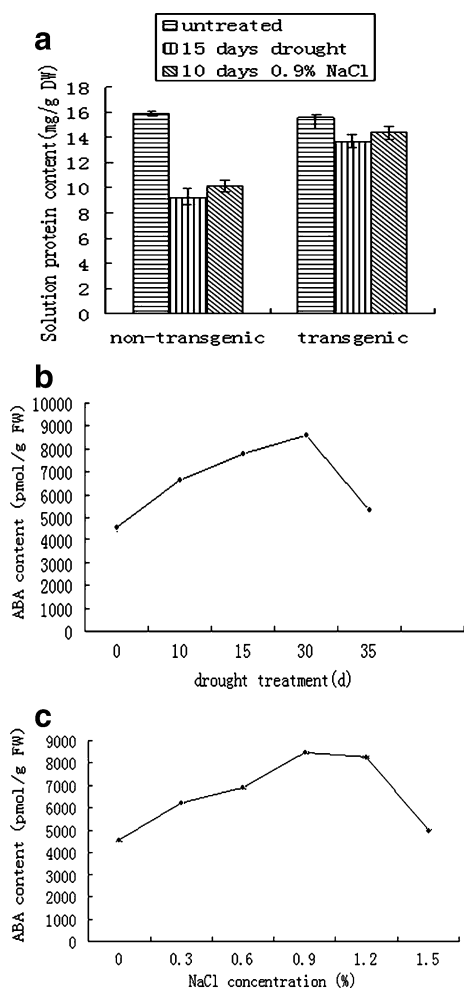 a
untreated
15 days drought
10 days 0.9% NaCl
Solution protein content(mg/g DW)
18
16
14
12
10
8
6
4
2
0
non-transgenic transgenic
b
ABA content (pmol/g FW)
10000
9000
8000
7000
6000
5000
4000
3000
2000
1000
0
0 10 15 30 35
drought treatment(d)
c
ABA content (pmol/g FW)
9000
8000
7000
6000
5000
4000
3000
2000
1000
0
0 0.3 0.6 0.9 1.2 1.5
NaCl concentration (%)